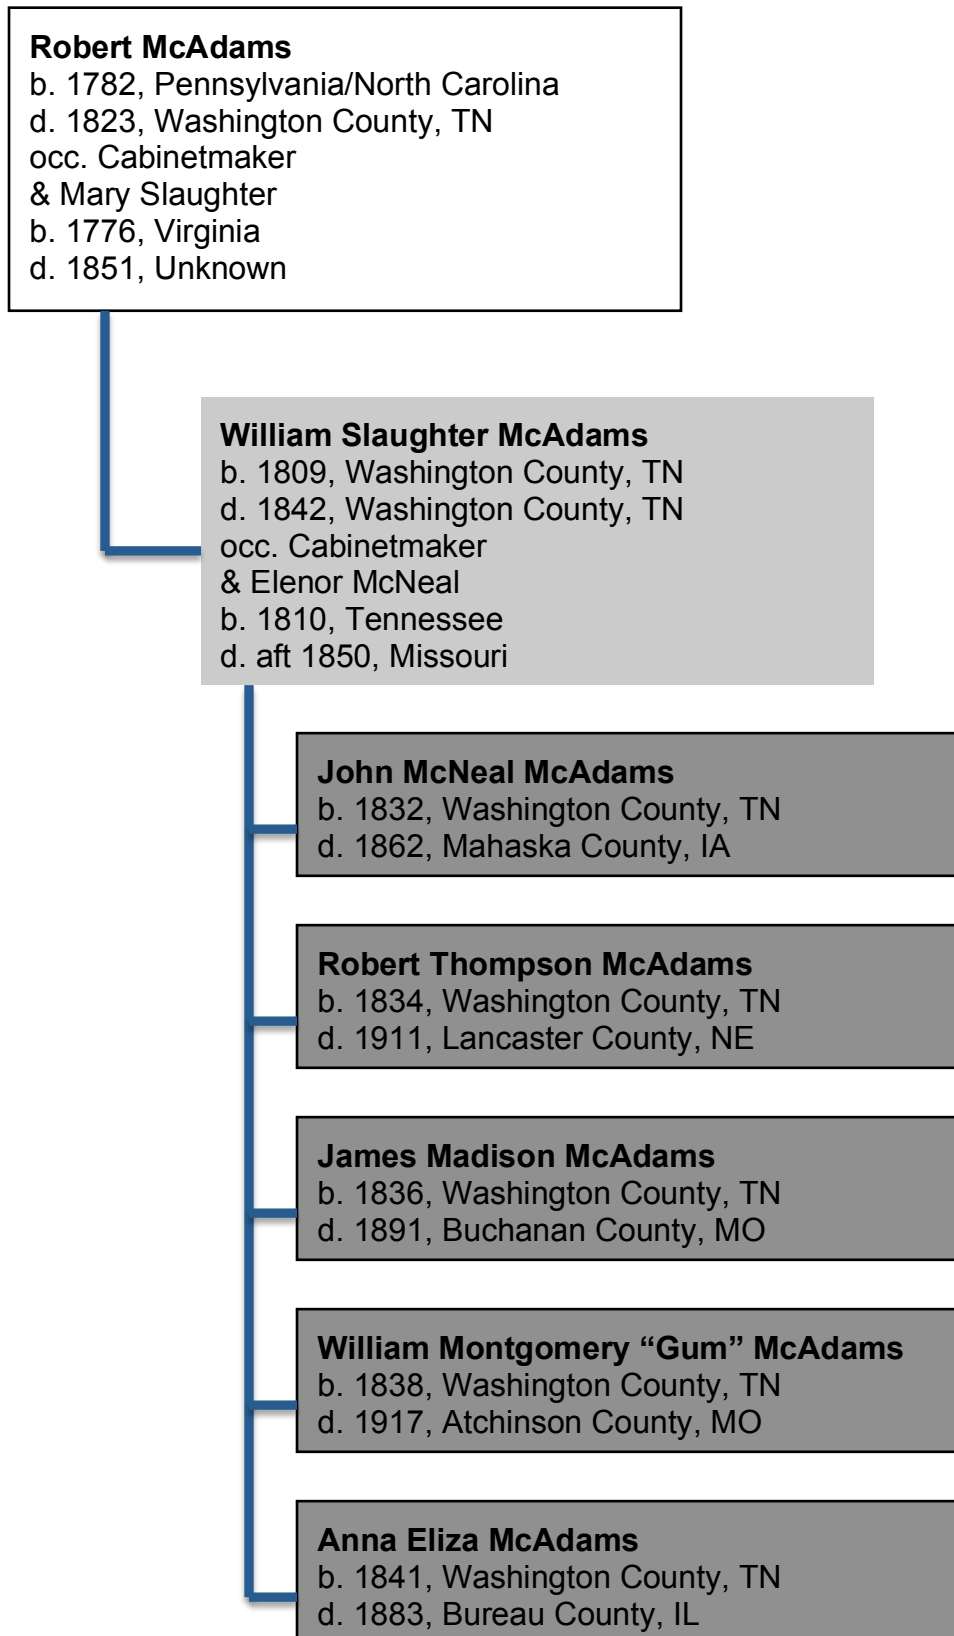 Robert McAdams
b. 1782, Pennsylvania/North Carolina
d. 1823, Washington County, TN
occ. Cabinetmaker
& Mary Slaughter
b. 1776, Virginia
d. 1851, Unknown
William Slaughter McAdams
b. 1809, Washington County, TN
d. 1842, Washington County, TN
occ. Cabinetmaker
& Elenor McNeal
b. 1810, Tennessee
d. aft 1850, Missouri
John McNeal McAdams
b. 1832, Washington County, TN
d. 1862, Mahaska County, IA
Robert Thompson McAdams
b. 1834, Washington County, TN
d. 1911, Lancaster County, NE
James Madison McAdams
b. 1836, Washington County, TN
d. 1891, Buchanan County, MO
William Montgomery “Gum” McAdams
b. 1838, Washington County, TN
d. 1917, Atchinson County, MO
Anna Eliza McAdams
b. 1841, Washington County, TN
d. 1883, Bureau County, IL